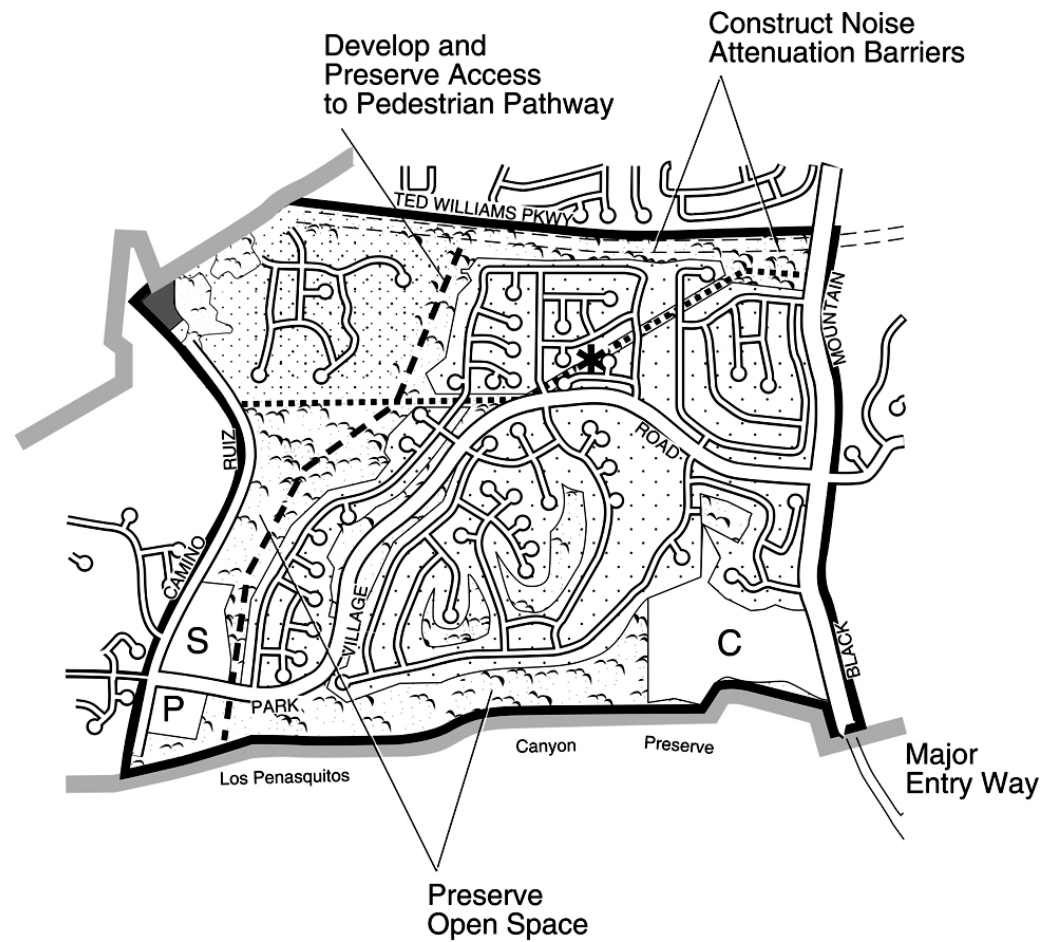 Construct Noise
Attenuation Barriers
Develop and
Preserve Access
to Pedestrian Pathway
TED WILLIAMS PKWY
MOUNTAIN
RUIZ
ROAD
CAMINO
VILLAGE
S
C
BLACK
P
PARK
Canyon
Preserve
Los Penasquitos
Major
Entry Way
Preserve
Open Space